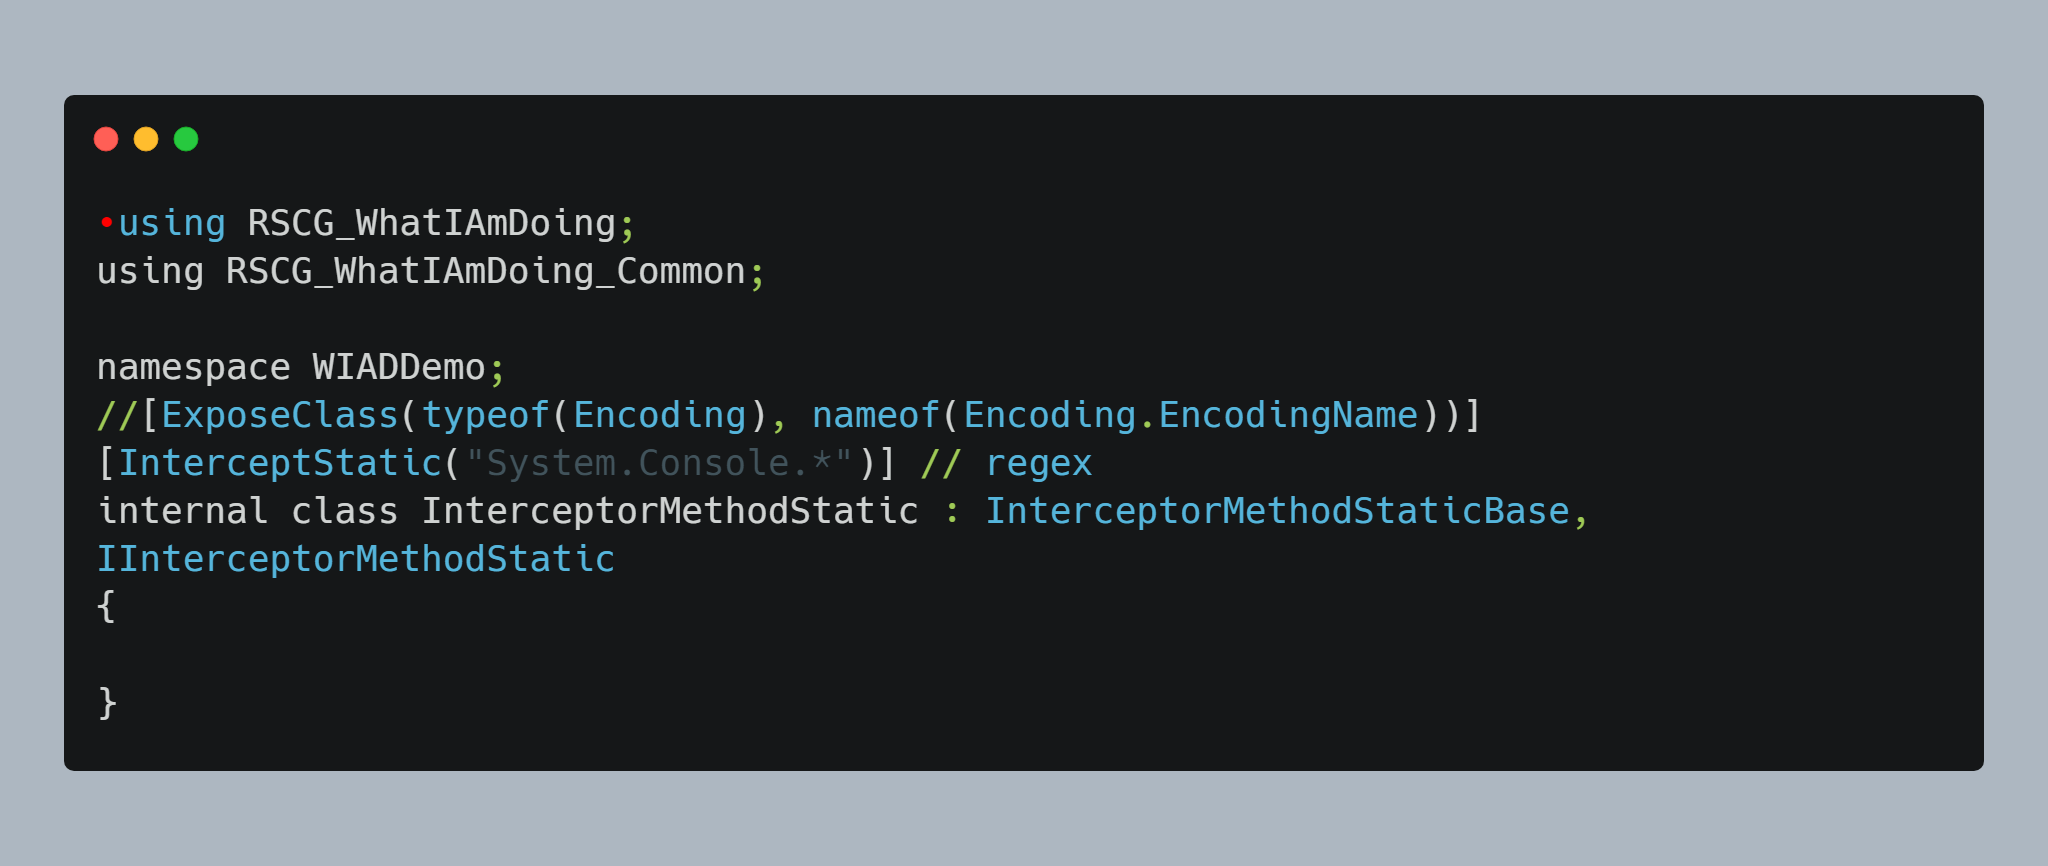 •using RSCG_WhatIAmDoing;
using RSCG_WhatIAmDoing_Common;
namespace WIADDemo;
//[ExposeClass(typeof(Encoding), nameof(Encoding.EncodingName))]
[InterceptStatic("System.Console.*")] // regex
internal class InterceptorMethodStatic : InterceptorMethodStaticBase,
IInterceptorMethodStatic
{
}